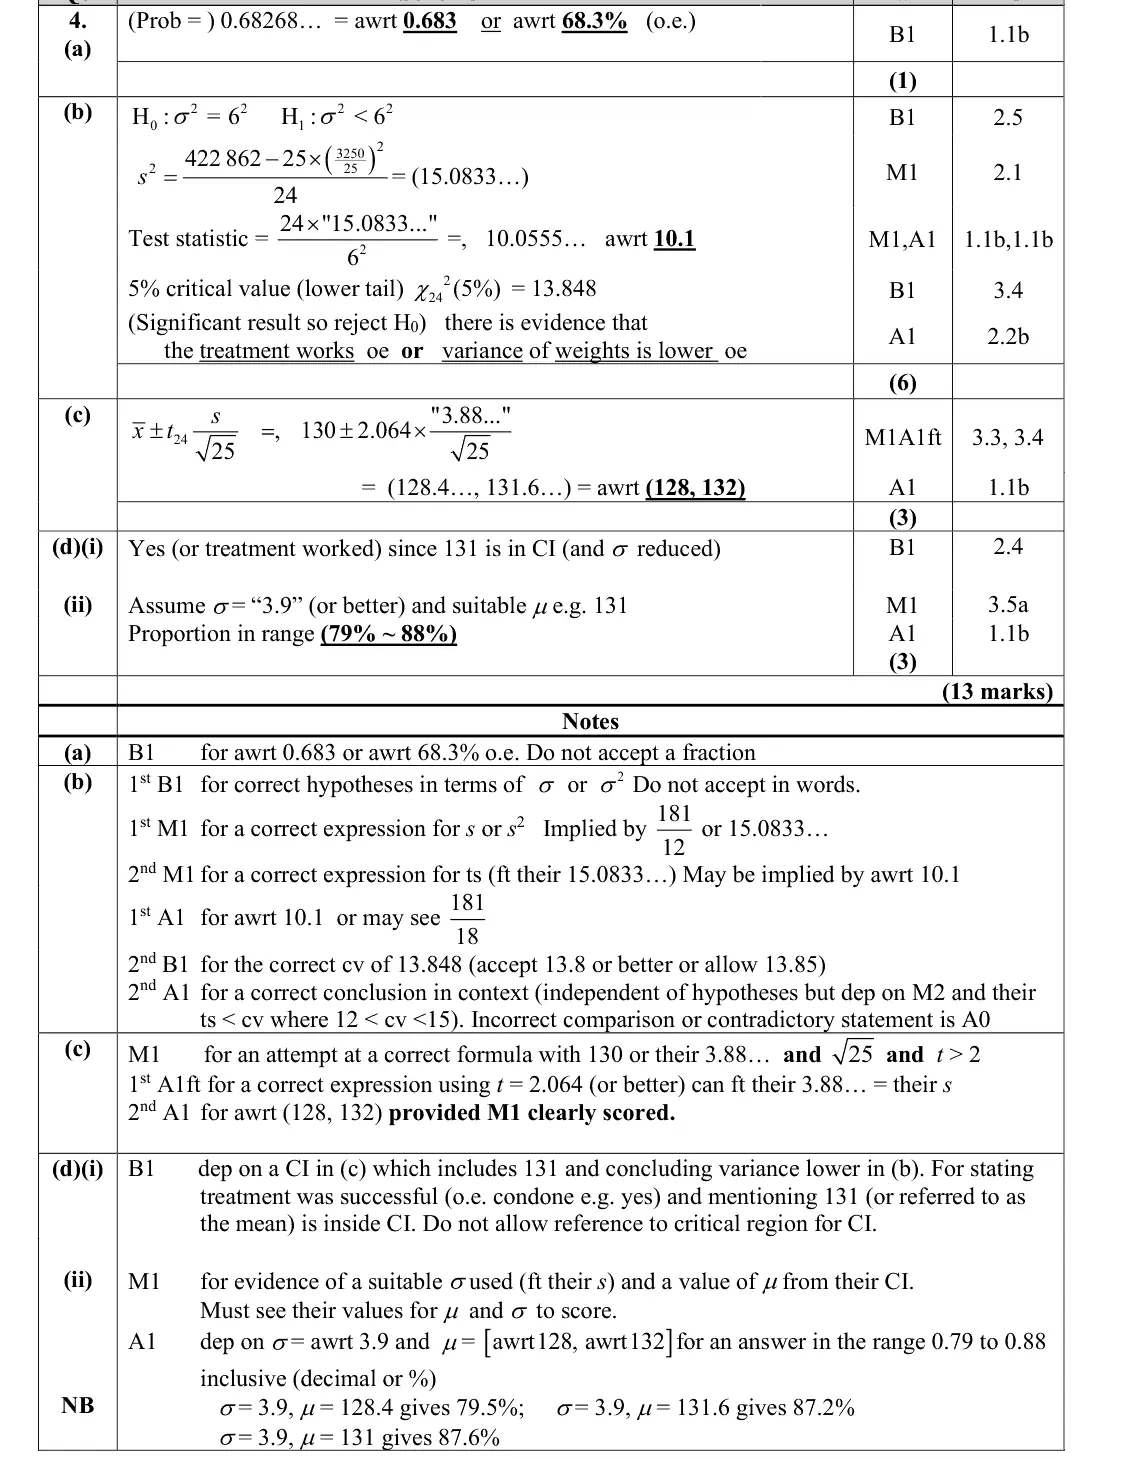 4. (Prob = ) 0.68268… = awrt 0.683 or awrt 68.3% (o.e.) B1 1.1b
(a)
(1)
(b) H₀ : σ² = 6² H₁ : σ² < 6² B1 2.5
s² = (422 862 − 25×(3250/25)²)/24 = (15.0833…) M1 2.1
Test statistic = (24×"15.0833...")/6² =, 10.0555… awrt 10.1 M1,A1 1.1b,1.1b
5% critical value (lower tail) χ₂₄²(5%) = 13.848 B1 3.4
(Significant result so reject H₀) there is evidence that
the treatment works oe or variance of weights is lower oe A1 2.2b
(6)
(c) x̄ ± t₂₄ s/√25 =, 130 ± 2.064 × "3.88..."/√25 M1A1ft 3.3, 3.4
= (128.4…, 131.6…) = awrt (128, 132) A1 1.1b
(3)
(d)(i) Yes (or treatment worked) since 131 is in CI (and σ reduced) B1 2.4
(ii) Assume σ = “3.9” (or better) and suitable μ e.g. 131 M1 3.5a
Proportion in range (79% ~ 88%) A1 1.1b
(3)
(13 marks)
Notes
(a) B1 for awrt 0.683 or awrt 68.3% o.e. Do not accept a fraction
(b) 1st B1 for correct hypotheses in terms of σ or σ² Do not accept in words.
1st M1 for a correct expression for s or s² Implied by 181/12 or 15.0833…
2nd M1 for a correct expression for ts (ft their 15.0833…) May be implied by awrt 10.1
1st A1 for awrt 10.1 or may see 181/18
2nd B1 for the correct cv of 13.848 (accept 13.8 or better or allow 13.85)
2nd A1 for a correct conclusion in context (independent of hypotheses but dep on M2 and their
ts < cv where 12 < cv <15). Incorrect comparison or contradictory statement is A0
(c) M1 for an attempt at a correct formula with 130 or their 3.88… and √25 and t > 2
1st A1ft for a correct expression using t = 2.064 (or better) can ft their 3.88… = their s
2nd A1 for awrt (128, 132) provided M1 clearly scored.
(d)(i) B1 dep on a CI in (c) which includes 131 and concluding variance lower in (b). For stating
treatment was successful (o.e. condone e.g. yes) and mentioning 131 (or referred to as
the mean) is inside CI. Do not allow reference to critical region for CI.
(ii) M1 for evidence of a suitable σ used (ft their s) and a value of μ from their CI.
Must see their values for μ and σ to score.
A1 dep on σ = awrt 3.9 and μ = [awrt128, awrt132] for an answer in the range 0.79 to 0.88
inclusive (decimal or %)
NB σ = 3.9, μ = 128.4 gives 79.5%; σ = 3.9, μ = 131.6 gives 87.2%
σ = 3.9, μ = 131 gives 87.6%